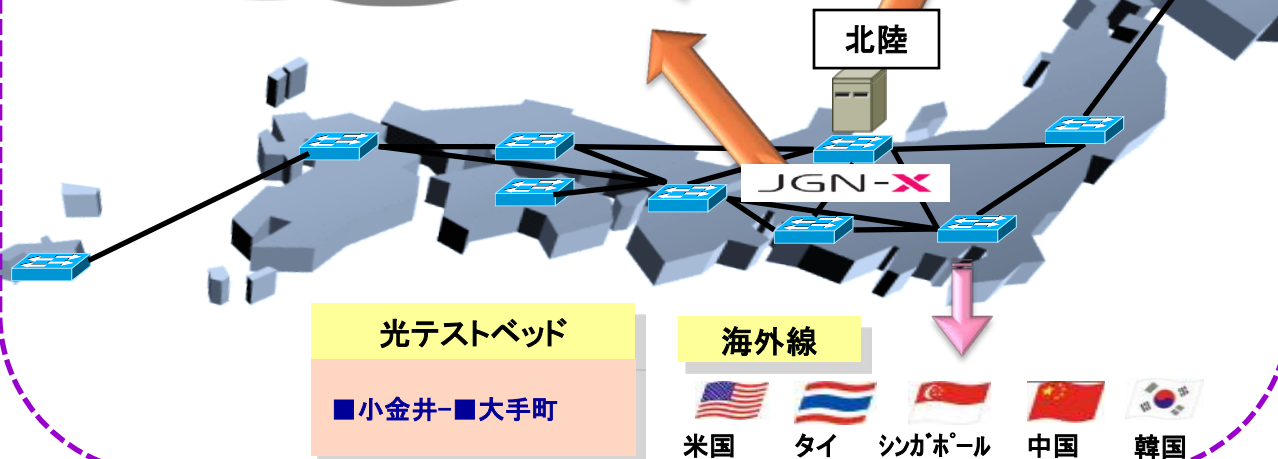 北陸
JGN-X
光テストベッド
海外線
■小金井-■大手町
米国
タイ
シンガポール
中国
韓国